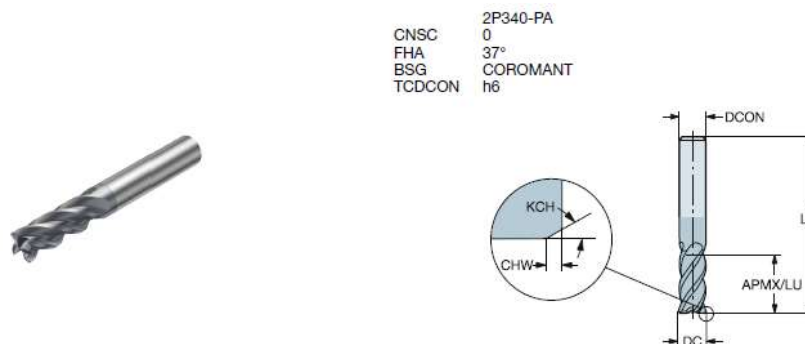 2P340-PA
CNSC 0
FHA 37°
BSG COROMANT
TCDCON h6
DCON
KCH
CHW
APMX/LU
DC